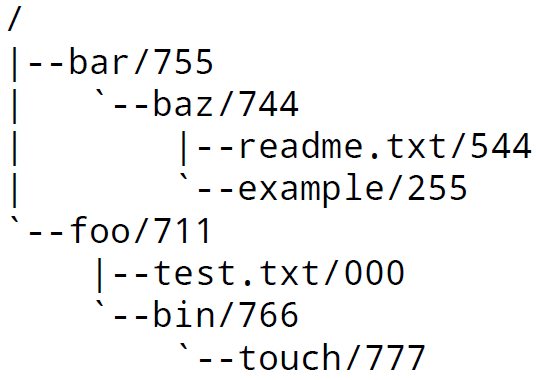 /
|--bar/755
|   `--baz/744
|       |--readme.txt/544
|       `--example/255
`--foo/711
    |--test.txt/000
    `--bin/766
        `--touch/777